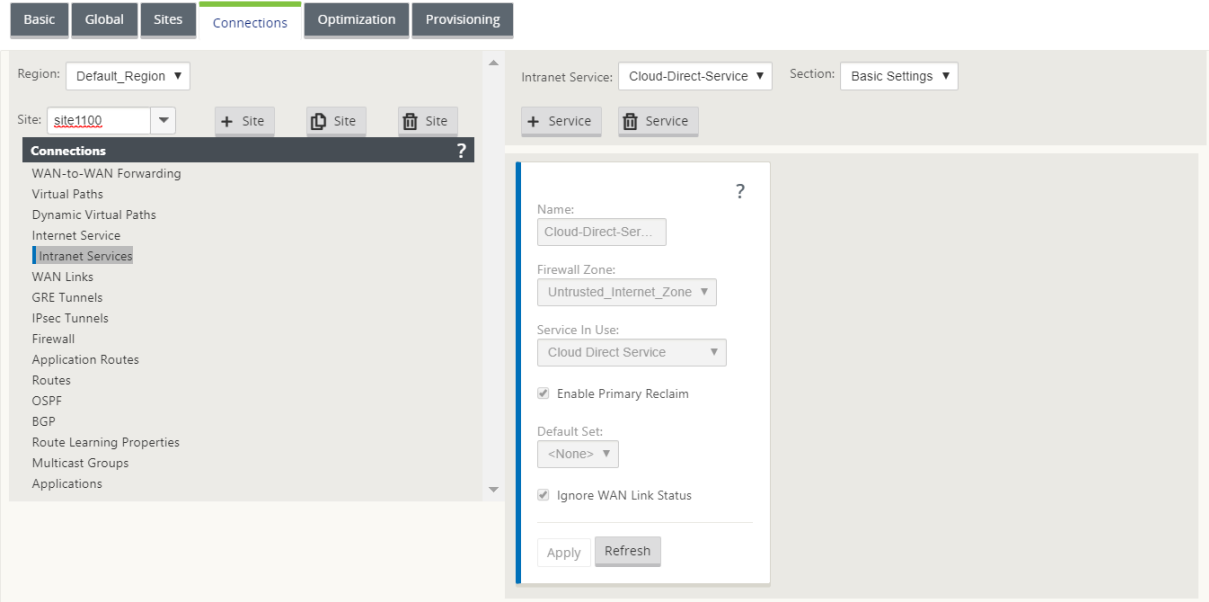 Basic Global Sites Connections Optimization Provisioning
Region: Default_Region
Site: site1100 + Site Site Site
Connections ?
WAN-to-WAN Forwarding
Virtual Paths
Dynamic Virtual Paths
Internet Service
Intranet Services
WAN Links
GRE Tunnels
IPsec Tunnels
Firewall
Application Routes
Routes
OSPF
BGP
Route Learning Properties
Multicast Groups
Applications
Intranet Service: Cloud-Direct-Service Section: Basic Settings
+ Service Service
?
Name:
Cloud-Direct-Ser...
Firewall Zone:
Untrusted_Internet_Zone
Service In Use:
Cloud Direct Service
Enable Primary Reclaim
Default Set:
<None>
Ignore WAN Link Status
Apply Refresh